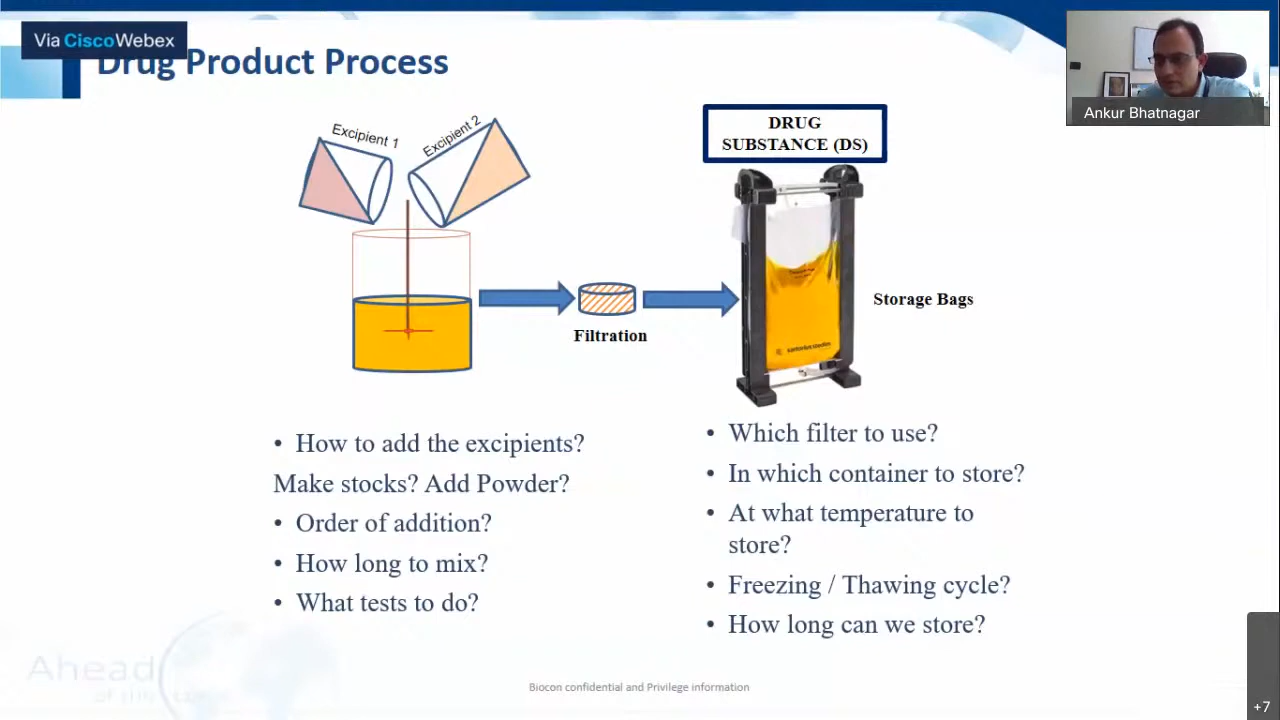 Via CiscoWebex
Drug Product Process
Ankur Bhatnagar
Excipient 1
Excipient 2
DRUG
SUBSTANCE (DS)
Storage Bags
Filtration
• How to add the excipients?
Make stocks? Add Powder?
• Order of addition?
• How long to mix?
• What tests to do?
• Which filter to use?
• In which container to store?
• At what temperature to
store?
• Freezing / Thawing cycle?
• How long can we store?
Ahead
Biocon confidential and Privilege information
+7